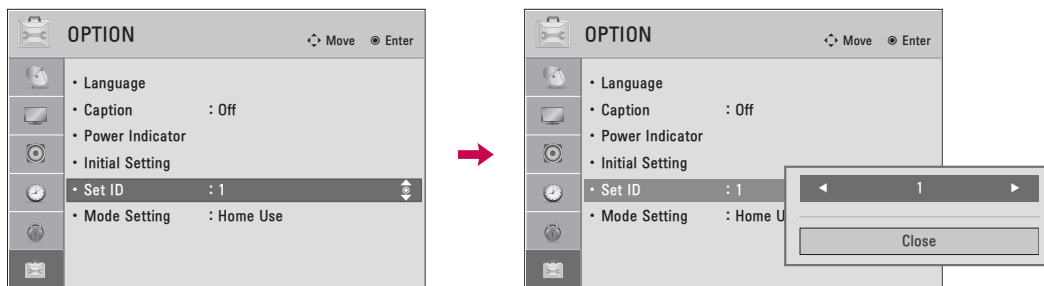 OPTION
Move Enter
• Language
• Caption : Off
• Power Indicator
• Initial Setting
• Set ID : 1
• Mode Setting : Home Use
OPTION
Move Enter
• Language
• Caption : Off
• Power Indicator
• Initial Setting
• Set ID : 1
• Mode Setting : Home U
◀ 1 ▶
Close